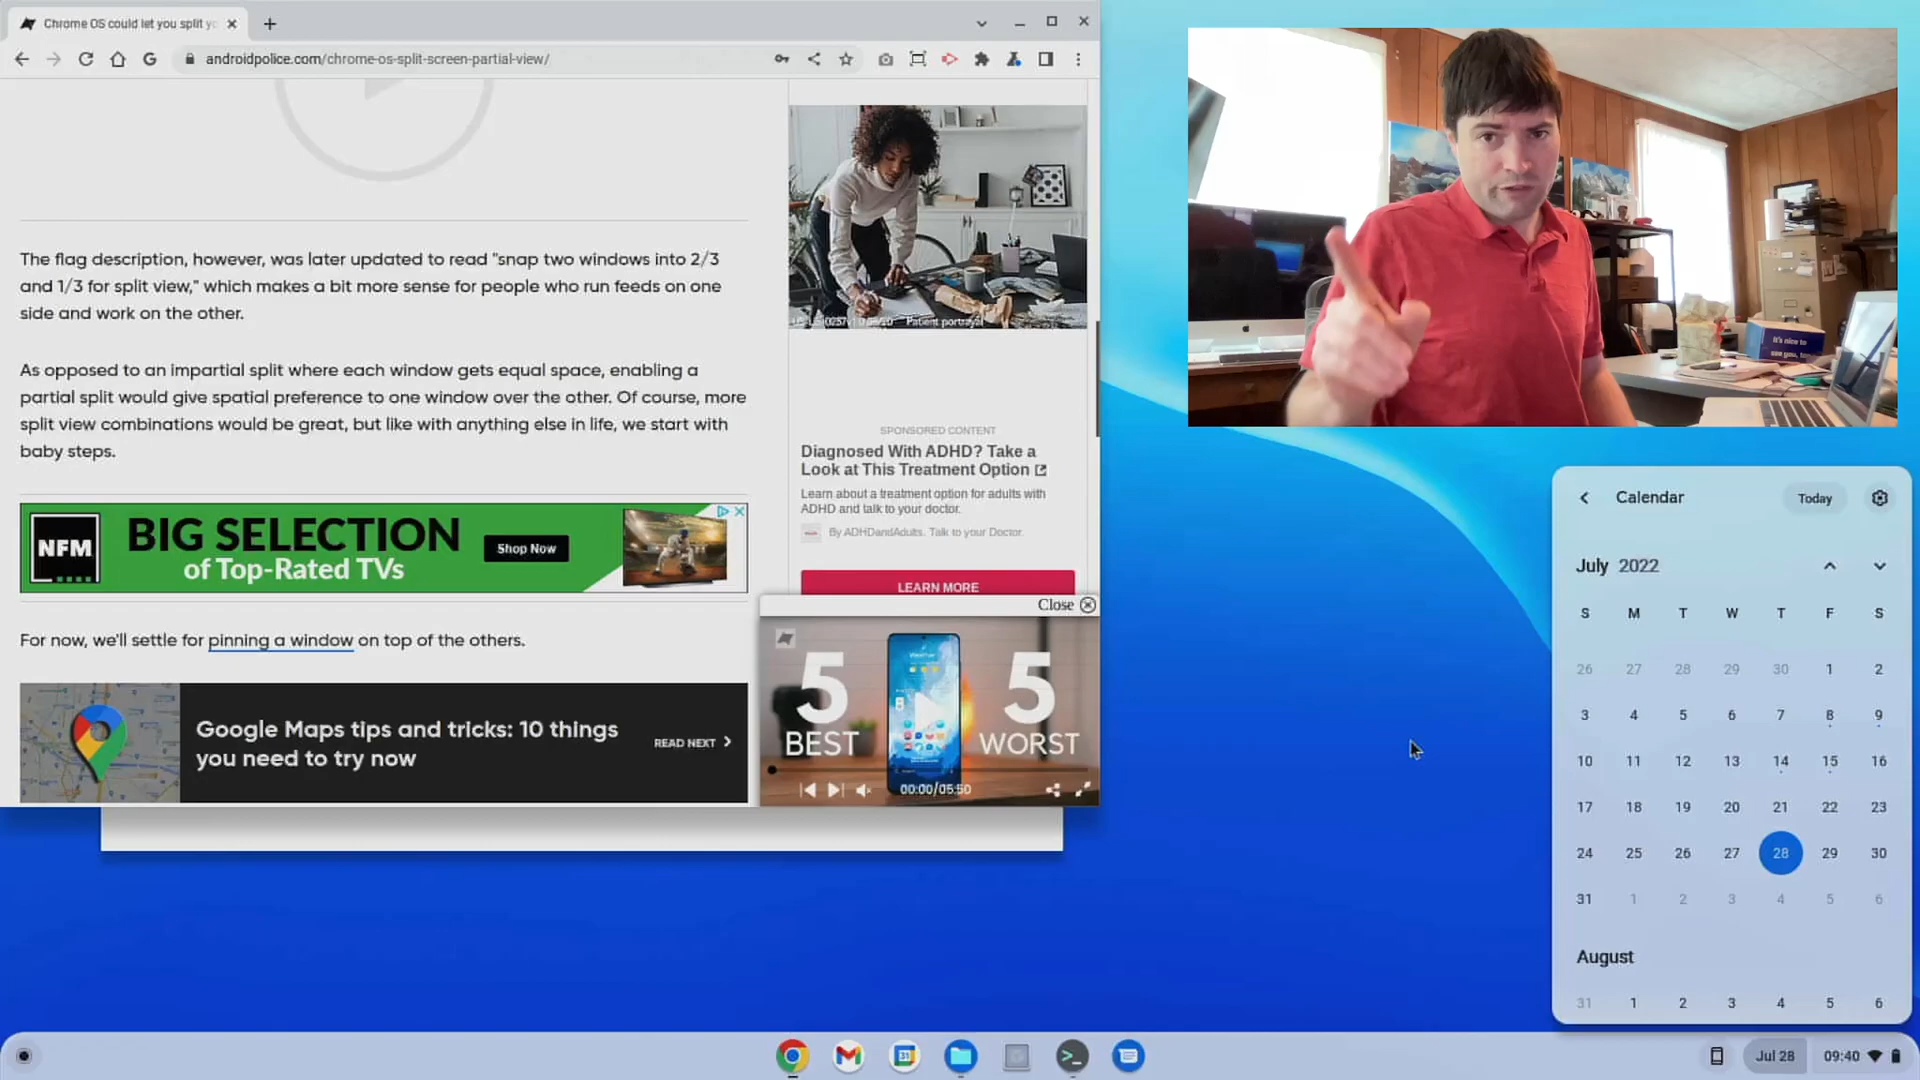 Chrome OS could let you split yo
androidpolice.com/chrome-os-split-screen-partial-view/
The flag description, however, was later updated to read "snap two windows into 2/3
and 1/3 for split view," which makes a bit more sense for people who run feeds on one
side and work on the other.
As opposed to an impartial split where each window gets equal space, enabling a
partial split would give spatial preference to one window over the other. Of course, more
split view combinations would be great, but like with anything else in life, we start with
baby steps.
NFM
BIG SELECTION
of Top-Rated TVs
Shop Now
For now, we'll settle for pinning a window on top of the others.
Google Maps tips and tricks: 10 things
you need to try now
READ NEXT
Patient portrayal
SPONSORED CONTENT
Diagnosed With ADHD? Take a
Look at This Treatment Option
Learn about a treatment option for adults with
ADHD and talk to your doctor.
By ADHDandAdults. Talk to your Doctor.
LEARN MORE
Close
5 5
BEST WORST
00:00/05:50
It's nice to
see you,
Calendar
Today
July 2022
S M T W T F S
26 27 28 29 30 1 2
3 4 5 6 7 8 9
10 11 12 13 14 15 16
17 18 19 20 21 22 23
24 25 26 27 28 29 30
31 1 2 3 4 5 6
August
31 1 2 3 4 5 6
31
Jul 28
09:40